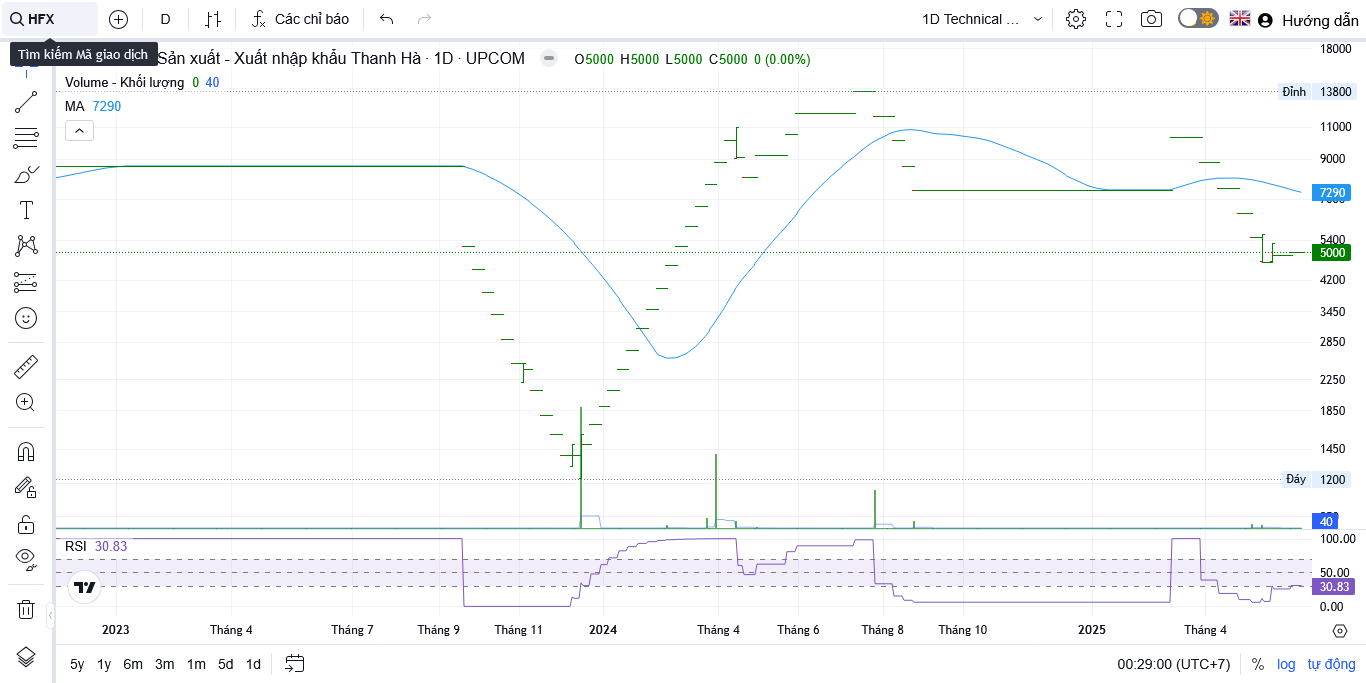 HFX D Các chỉ báo 1D Technical ... Hướng dẫn
Tìm kiếm Mã giao dịch
Sản xuất - Xuất nhập khẩu Thanh Hà · 1D · UPCOM O5000 H5000 L5000 C5000 0 (0.00%)
Volume - Khối lượng 0 40
MA 7290
18000
Đỉnh 13800
11000
9000
7290
5400
5000
4200
3450
2850
2250
1850
1450
Đáy 1200
40
RSI 30.83
100.00
50.00
30.83
0.00
2023 Tháng 4 Tháng 7 Tháng 9 Tháng 11 2024 Tháng 4 Tháng 6 Tháng 8 Tháng 10 2025 Tháng 4
5y 1y 6m 3m 1m 5d 1d 00:29:00 (UTC+7) % log tự động